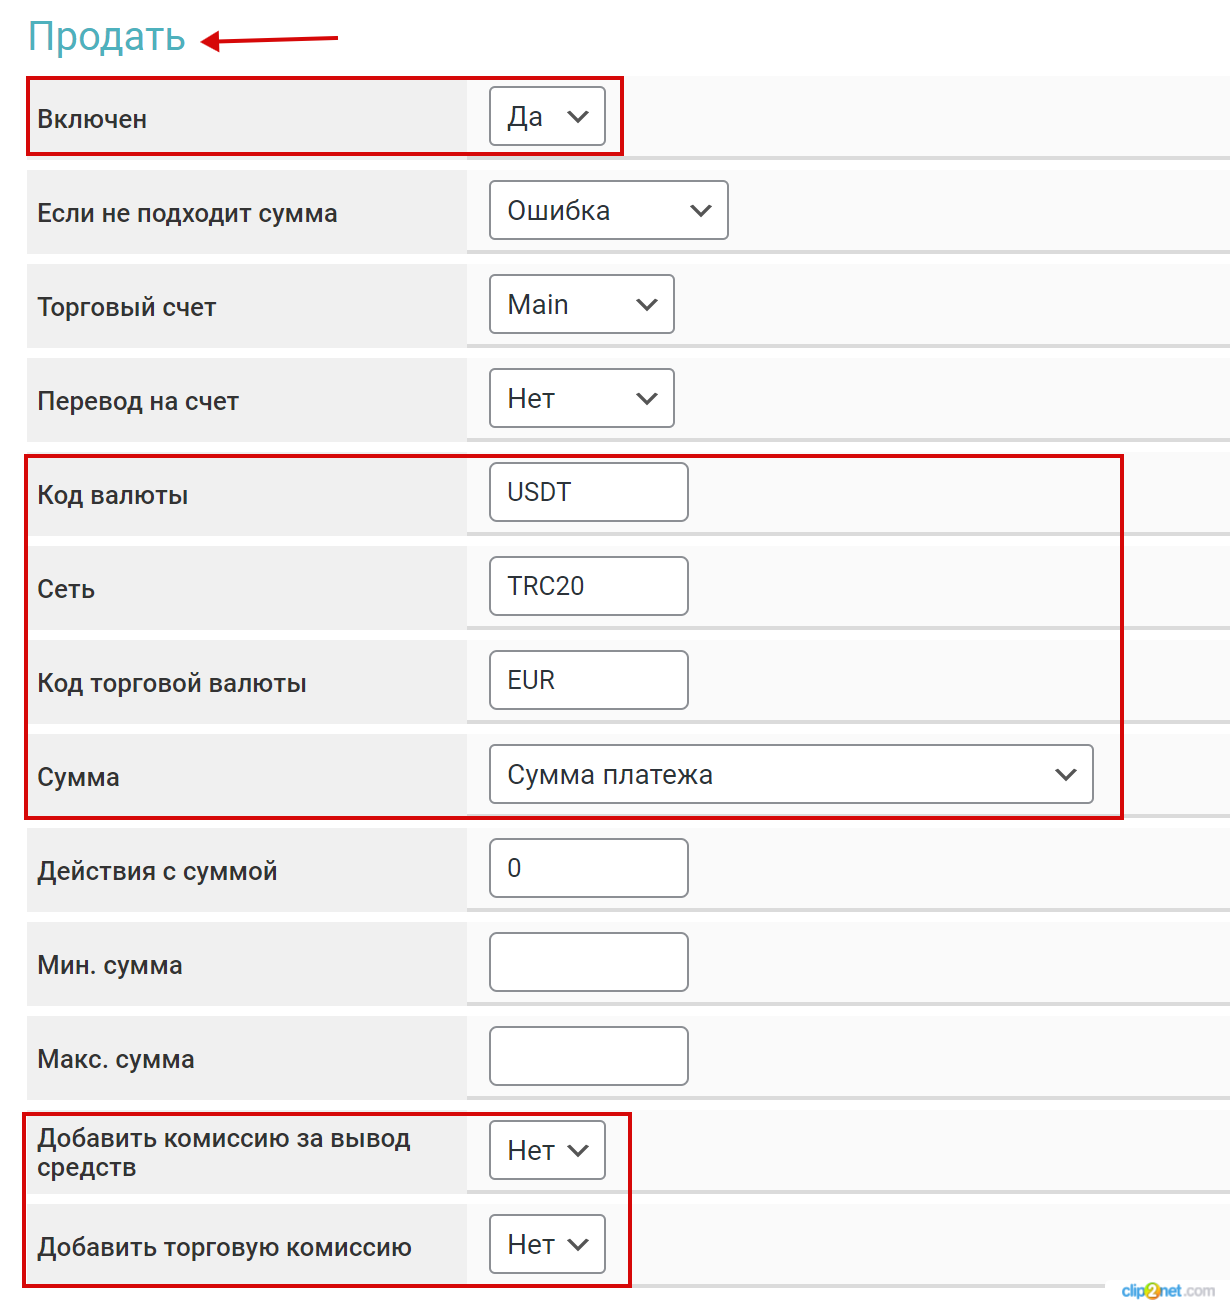 Продать
Включен
Да
Если не подходит сумма
Ошибка
Торговый счет
Main
Перевод на счет
Нет
Код валюты
USDT
Сеть
TRC20
Код торговой валюты
EUR
Сумма
Сумма платежа
Действия с суммой
0
Мин. сумма
Макс. сумма
Добавить комиссию за вывод
средств
Нет
Добавить торговую комиссию
Нет
clip2net.com